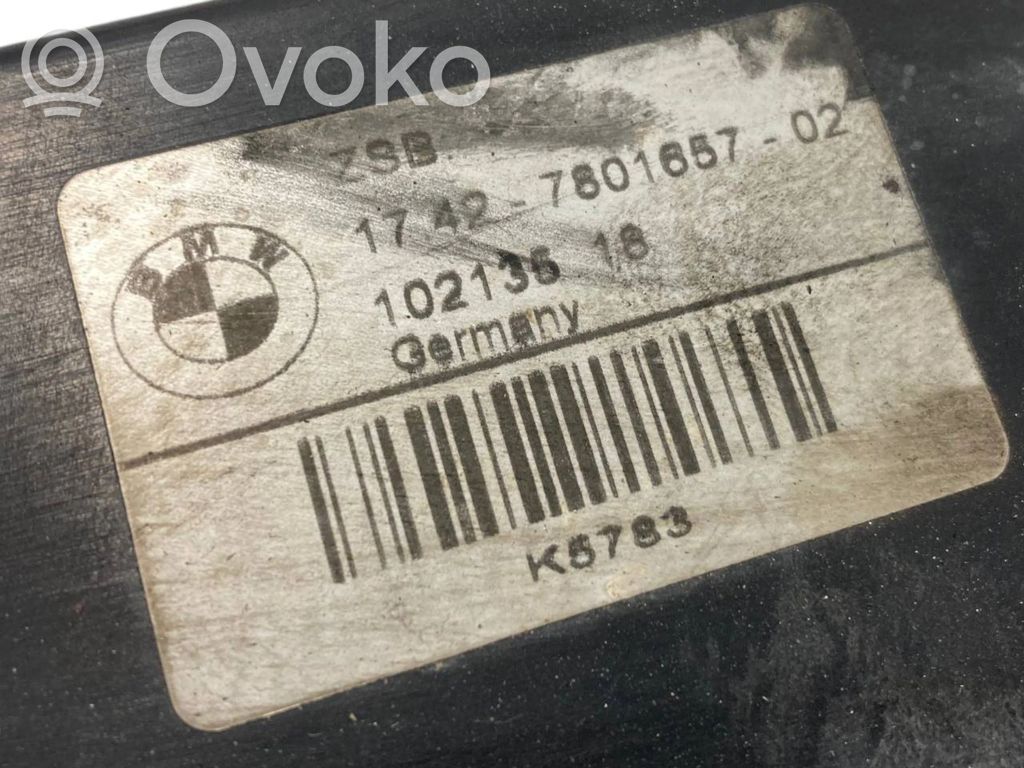 Ovoko
ZSB.
17 42 - 7801657 - 02
BMW
102135 18
Germany
K5783